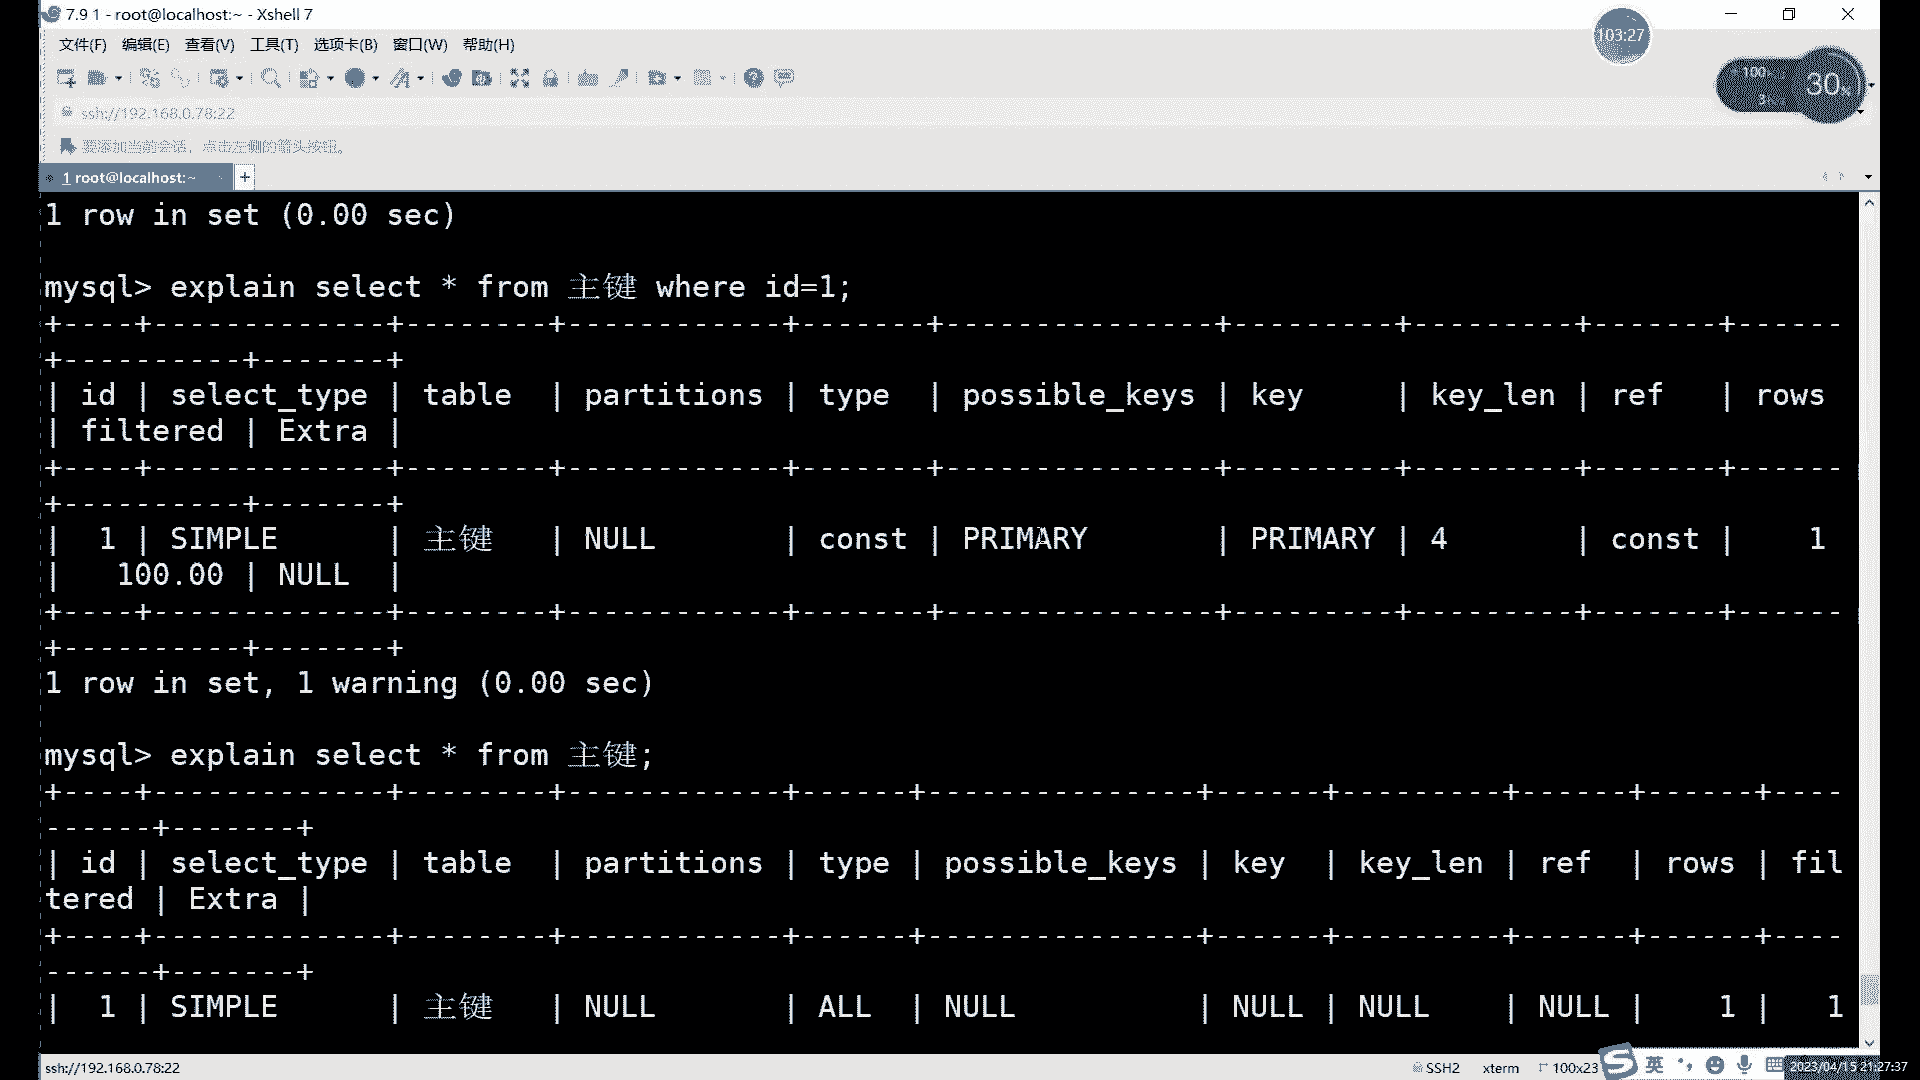 7.9 1 - root@localhost:~ - Xshell 7
103:27
文件(F) 编辑(E) 查看(V) 工具(T) 选项卡(B) 窗口(W) 帮助(H)
100
30%
3
ssh://192.168.0.78:22
要添加当前会话，点击左侧的箭头按钮。
1 root@localhost:~
+
1 row in set (0.00 sec)
mysql> explain select * from 主键 where id=1;
+----+-------------+--------+------------+-------+---------------+---------+---------+-------+------
+----------+-------+
| id | select_type | table  | partitions | type  | possible_keys | key     | key_len | ref   | rows
| filtered | Extra |
+----+-------------+--------+------------+-------+---------------+---------+---------+-------+------
+----------+-------+
|  1 | SIMPLE      | 主键   | NULL       | const | PRIMARY       | PRIMARY | 4       | const |    1
|   100.00 | NULL  |
+----+-------------+--------+------------+-------+---------------+---------+---------+-------+------
+----------+-------+
1 row in set, 1 warning (0.00 sec)
mysql> explain select * from 主键;
+----+-------------+--------+------------+------+---------------+------+---------+------+------+----
------+-------+
| id | select_type | table  | partitions | type | possible_keys | key  | key_len | ref  | rows | fil
tered | Extra |
+----+-------------+--------+------------+------+---------------+------+---------+------+------+----
------+-------+
|  1 | SIMPLE      | 主键   | NULL       | ALL  | NULL          | NULL | NULL    | NULL |    1 |   1
ssh://192.168.0.78:22
SSH2 xterm 100x23
英
2023/04/15 21:27:37